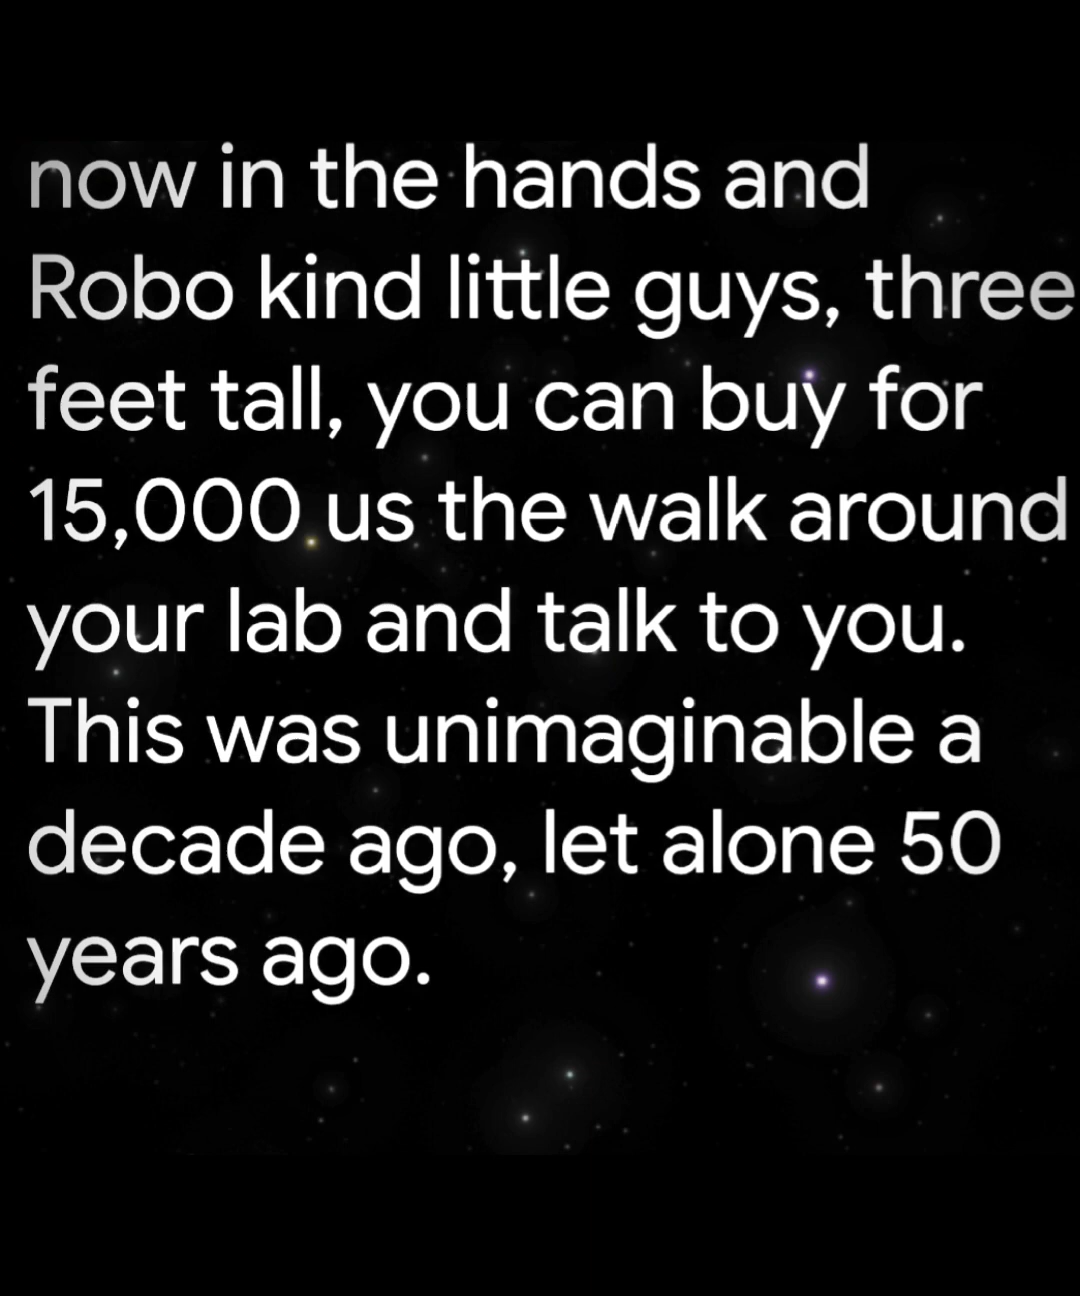 now in the hands and
Robo kind little guys, three
feet tall, you can buy for
15,000 us the walk around
your lab and talk to you.
This was unimaginable a
decade ago, let alone 50
years ago.